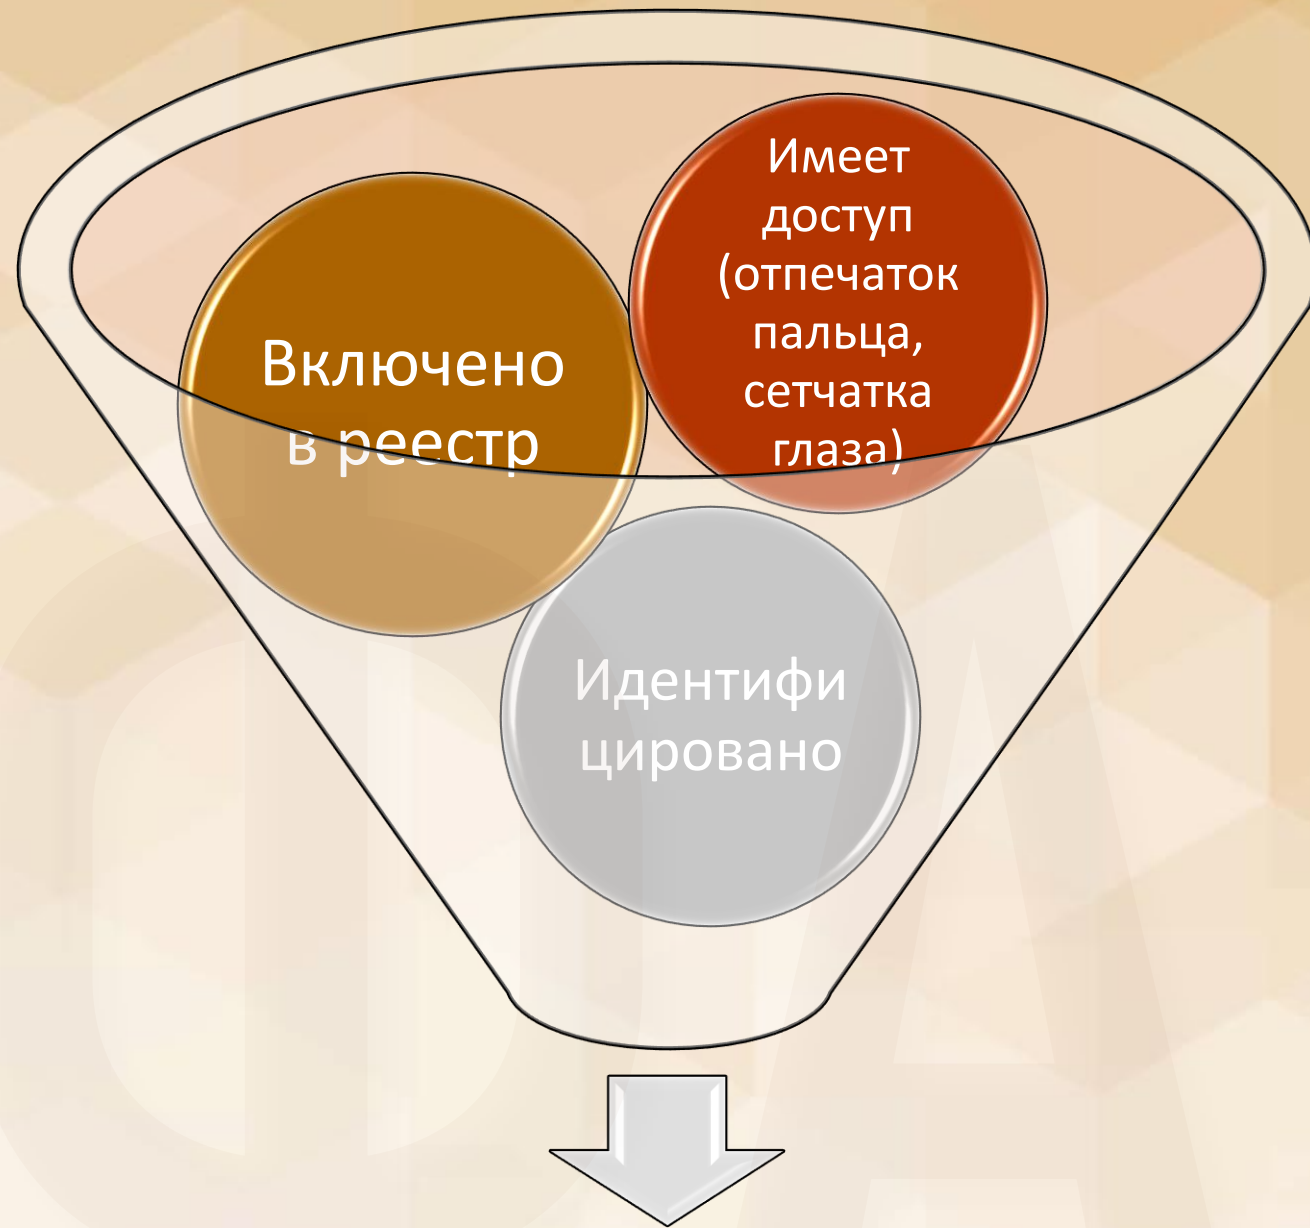 Включено
в реестр
Имеет
доступ
(отпечаток
пальца,
сетчатка
глаза)
Идентифи
цировано